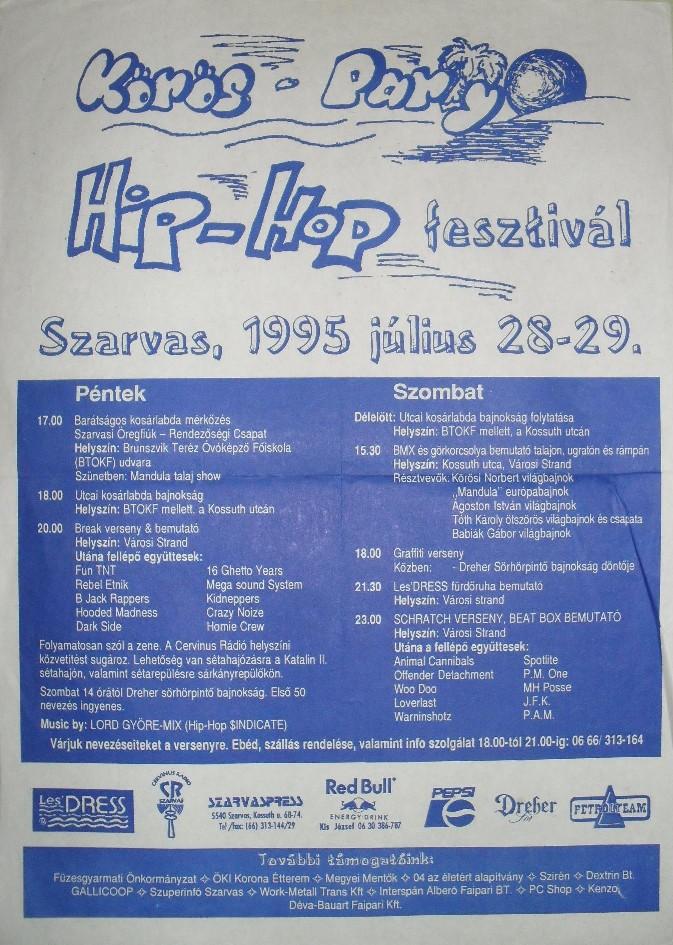 Körös - Party
Hip-Hop fesztivál
Szarvas, 1995 július 28-29.
Péntek
17.00 Barátságos kosárlabda mérkőzés
Szarvasi Öregfiúk – Rendezőségi Csapat
Helyszín: Brunszvik Teréz Óvóképző Főiskola
(BTOKF) udvara
Szünetben: Mandula talaj show
18.00 Utcai kosárlabda bajnokság
Helyszín: BTOKF mellett, a Kossuth utcán
20.00 Break verseny & bemutató
Helyszín: Városi Strand
Utána fellépő együttesek:
Fun TNT 16 Ghetto Years
Rebel Etnik Mega sound System
B Jack Rappers Kidneppers
Hooded Madness Crazy Noize
Dark Side Homie Crew
Folyamatosan szól a zene. A Cervinus Rádió helyszíni
közvetítést sugároz. Lehetőség van sétahajózásra a Katalin II.
sétahajón, valamint sétarepülésre sárkányrepülőkön.
Szombat 14 órától Dreher sörhörpintő bajnokság. Első 50
nevezés ingyenes.
Music by: LORD GYÖRE-MIX (Hip-Hop $INDICATE)
Szombat
Délelőtt: Utcai kosárlabda bajnokság folytatása
Helyszín: BTOKF mellett, a Kossuth utcán
15.30 BMX és görkorcsolya bemutató talajon, ugratón és rámpán
Helyszín: Kossuth utca, Városi Strand
Résztvevők: Körösi Norbert világbajnok
„Mandula" európabajnok
Ágoston István világbajnok
Tóth Károly ötszörös világbajnok és csapata
Babiák Gábor világbajnok
18.00 Graffiti verseny
Közben: - Dreher Sörhörpintő bajnokság döntője
21.30 Les'DRESS fürdőruha bemutató
Helyszín: Városi strand
23.00 SCHRATCH VERSENY, BEAT BOX BEMUTATÓ
Helyszín: Városi Strand
Utána a fellépő együttesek:
Animal Cannibals Spotlite
Offender Detachment P.M. One
Woo Doo MH Posse
Loverlast J.F.K.
Warninshotz P.A.M.
Várjuk nevezéseiteket a versenyre. Ebéd, szállás rendelése, valamint info szolgálat 18.00-tól 21.00-ig: 06 66/ 313-164
Les'DRESS
CERVINUS RÁDIÓ
CR
SZARVAS
SZARVASPRESS
5540 Szarvas, Kossuth u. 68-74.
Tel/fax: (66) 313-144/29
Red Bull
ENERGY DRINK
Kis József 06 30 386-787
PEPSI
Dreher
PETROLTEAM
További támogatóink:
Füzesgyarmati Önkormányzat ✧ ÖKI Korona Étterem ✧ Megyei Mentők ✧ 04 az életért alapítvány ✧ Szirén ✧ Dextrin Bt.
GALLICOOP ✧ Szuperinfó Szarvas ✧ Work-Metall Trans Kft ✧ Interspán Alberó Faipari BT. ✧ PC Shop ✧ Kenzo,
Déva-Bauart Faipari Kft.